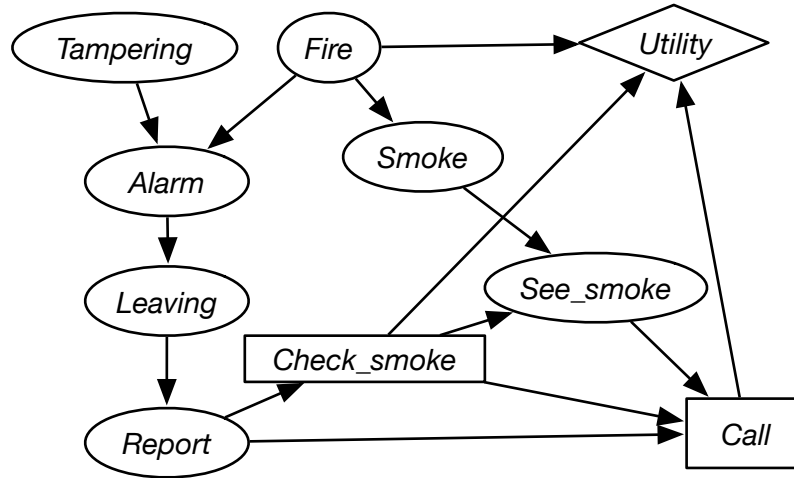 Tampering
Fire
Utility
Smoke
Alarm
See_smoke
Leaving
Check_smoke
Report
Call